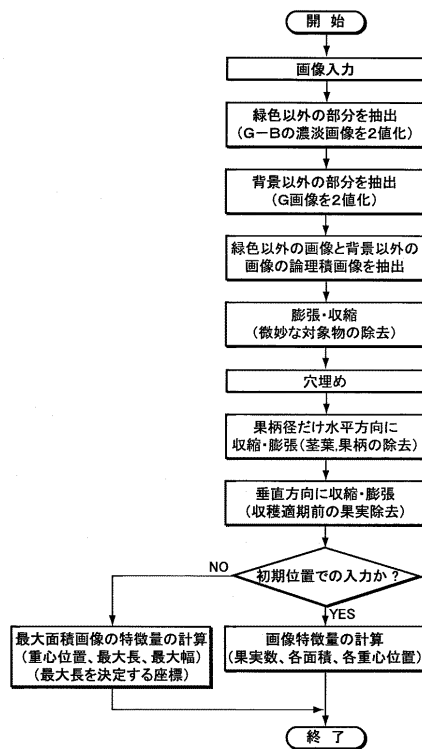 開始
画像入力
緑色以外の部分を抽出
(G－Bの濃淡画像を2値化)
背景以外の部分を抽出
(G画像を2値化)
緑色以外の画像と背景以外の
画像の論理積画像を抽出
膨張・収縮
(微妙な対象物の除去)
穴埋め
果柄径だけ水平方向に
収縮・膨張(茎葉,果柄の除去)
垂直方向に収縮・膨張
(収穫適期前の果実除去)
初期位置での入力か?
NO
YES
最大面積画像の特徴量の計算
(重心位置、最大長、最大幅)
(最大長を決定する座標)
画像特徴量の計算
(果実数、各面積、各重心位置)
終了